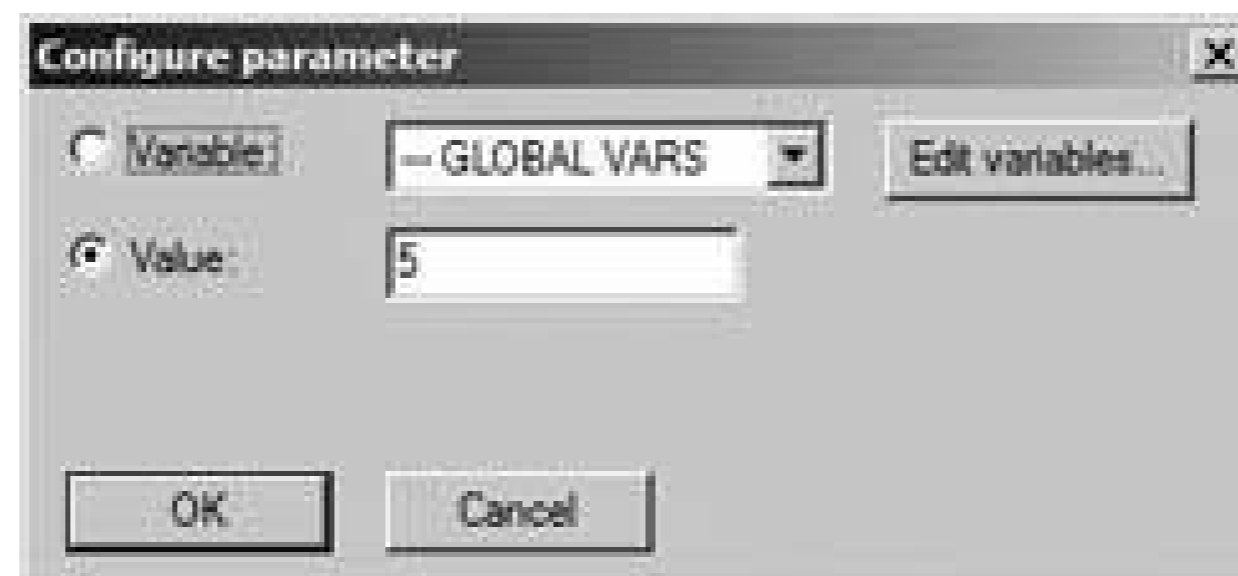 Configure parameter
Variable: -- GLOBAL VARS Edit variables...
Value: 5
OK Cancel